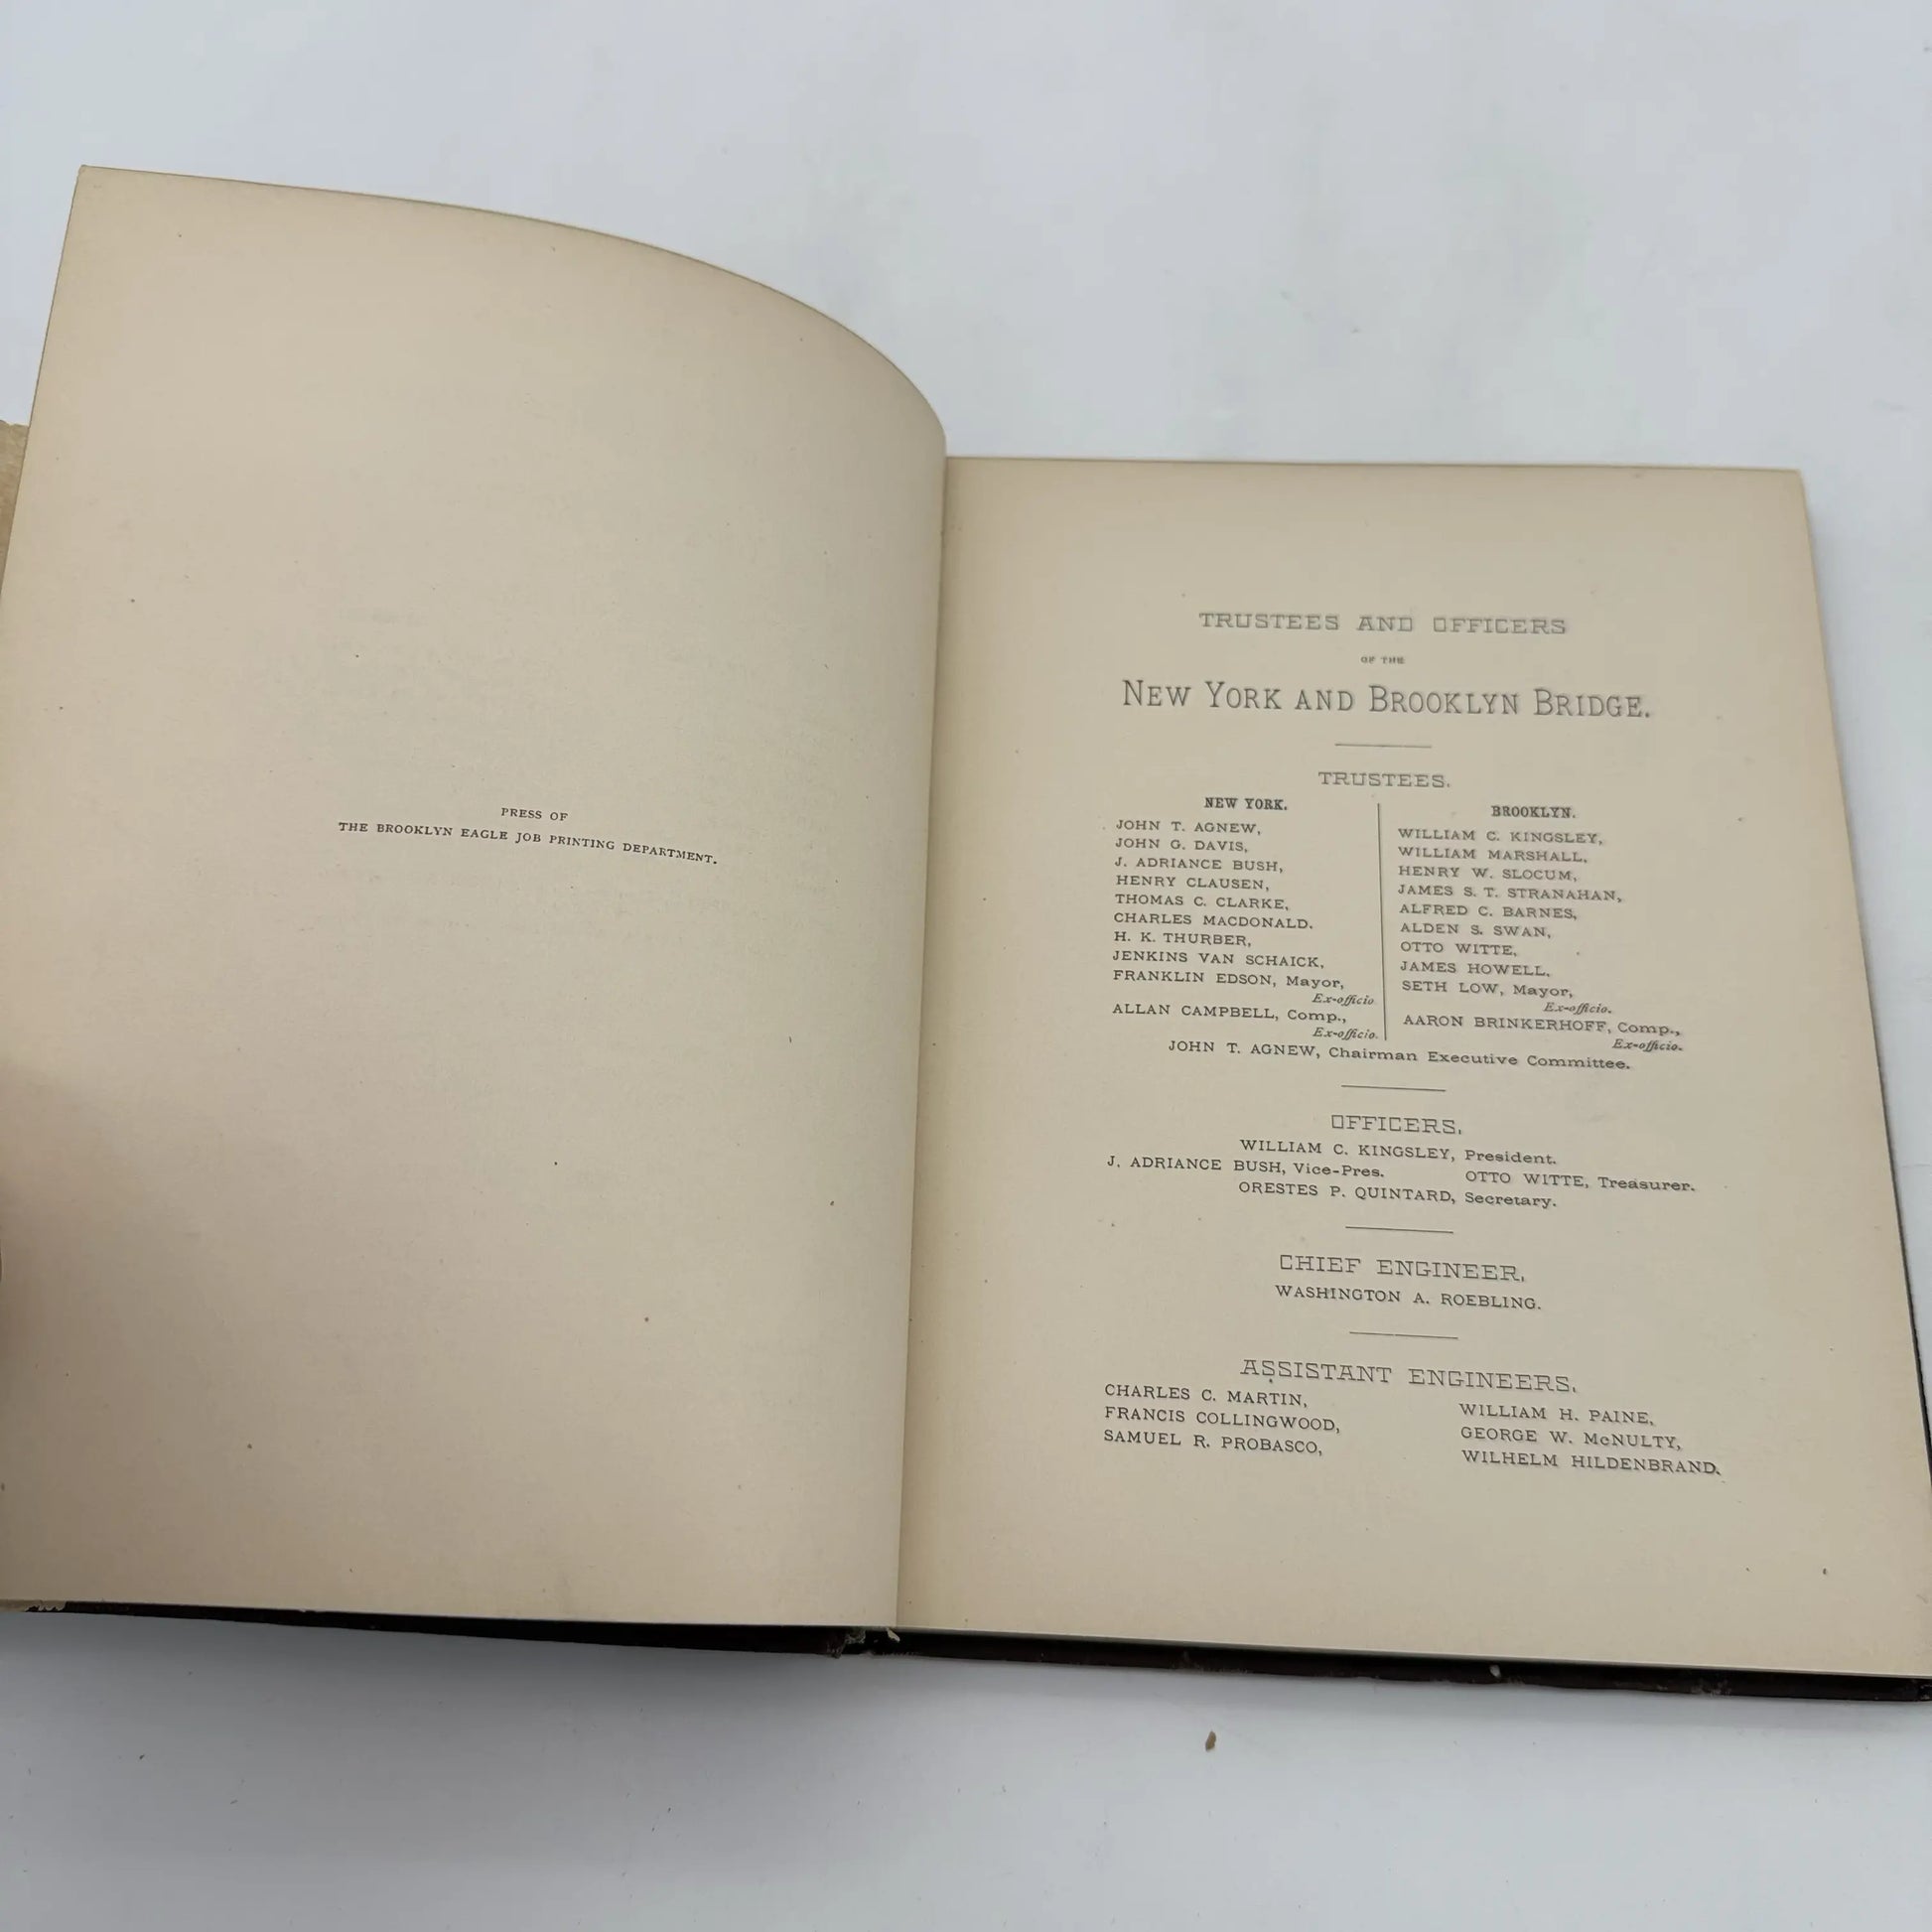 PRESS OF
THE BROOKLYN EAGLE JOB PRINTING DEPARTMENT.
TRUSTEES AND OFFICERS
OF THE
NEW YORK AND BROOKLYN BRIDGE.
TRUSTEES.
NEW YORK.
JOHN T. AGNEW,
JOHN G. DAVIS,
J. ADRIANCE BUSH,
HENRY CLAUSEN,
THOMAS C. CLARKE,
CHARLES MACDONALD.
H. K. THURBER,
JENKINS VAN SCHAICK,
FRANKLIN EDSON, Mayor,
Ex-officio
ALLAN CAMPBELL, Comp.,
Ex-officio.
BROOKLYN.
WILLIAM C. KINGSLEY,
WILLIAM MARSHALL,
HENRY W. SLOCUM,
JAMES S. T. STRANAHAN,
ALFRED C. BARNES,
ALDEN S. SWAN,
OTTO WITTE,
JAMES HOWELL,
SETH LOW, Mayor,
Ex-officio.
AARON BRINKERHOFF, Comp.,
Ex-officio.
JOHN T. AGNEW, Chairman Executive Committee.
OFFICERS.
WILLIAM C. KINGSLEY, President.
J. ADRIANCE BUSH, Vice-Pres. OTTO WITTE, Treasurer.
ORESTES P. QUINTARD, Secretary.
CHIEF ENGINEER.
WASHINGTON A. ROEBLING.
ASSISTANT ENGINEERS.
CHARLES C. MARTIN,
FRANCIS COLLINGWOOD,
SAMUEL R. PROBASCO,
WILLIAM H. PAINE,
GEORGE W. McNULTY,
WILHELM HILDENBRAND.